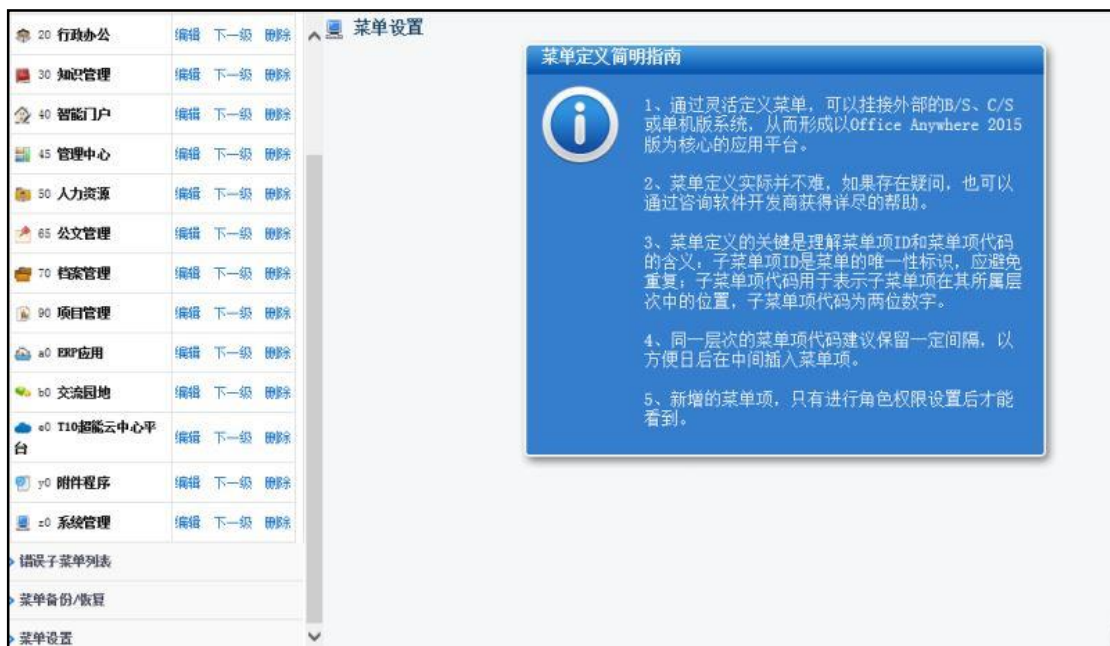 20 行政办公 编辑 下一级 删除
30 知识管理 编辑 下一级 删除
40 智能门户 编辑 下一级 删除
45 管理中心 编辑 下一级 删除
50 人力资源 编辑 下一级 删除
65 公文管理 编辑 下一级 删除
70 档案管理 编辑 下一级 删除
90 项目管理 编辑 下一级 删除
a0 ERP应用 编辑 下一级 删除
b0 交流园地 编辑 下一级 删除
e0 T10超能云中心平
台 编辑 下一级 删除
y0 附件程序 编辑 下一级 删除
z0 系统管理 编辑 下一级 删除
错误子菜单列表
菜单备份/恢复
菜单设置
菜单设置
菜单定义简明指南
1、通过灵活定义菜单，可以挂接外部的B/S、C/S
或单机版系统，从而形成以Office Anywhere 2015
版为核心的应用平台。
2、菜单定义实际并不难，如果存在疑问，也可以
通过咨询软件开发商获得详尽的帮助。
3、菜单定义的关键是理解菜单项ID和菜单项代码
的含义；子菜单项ID是菜单的唯一性标识，应避免
重复；子菜单项代码用于表示子菜单项在其所属层
次中的位置，子菜单项代码为两位数字。
4、同一层次的菜单项代码建议保留一定间隔，以
方便日后在中间插入菜单项。
5、新增的菜单项，只有进行角色权限设置后才能
看到。